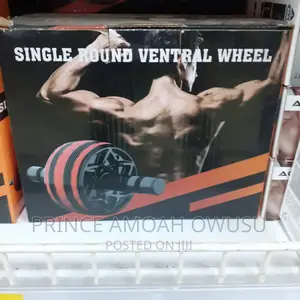 SINGLE ROUND VENTRAL WHEEL
PRINCE AMOAH OWUSU
POSTED ON JIJI